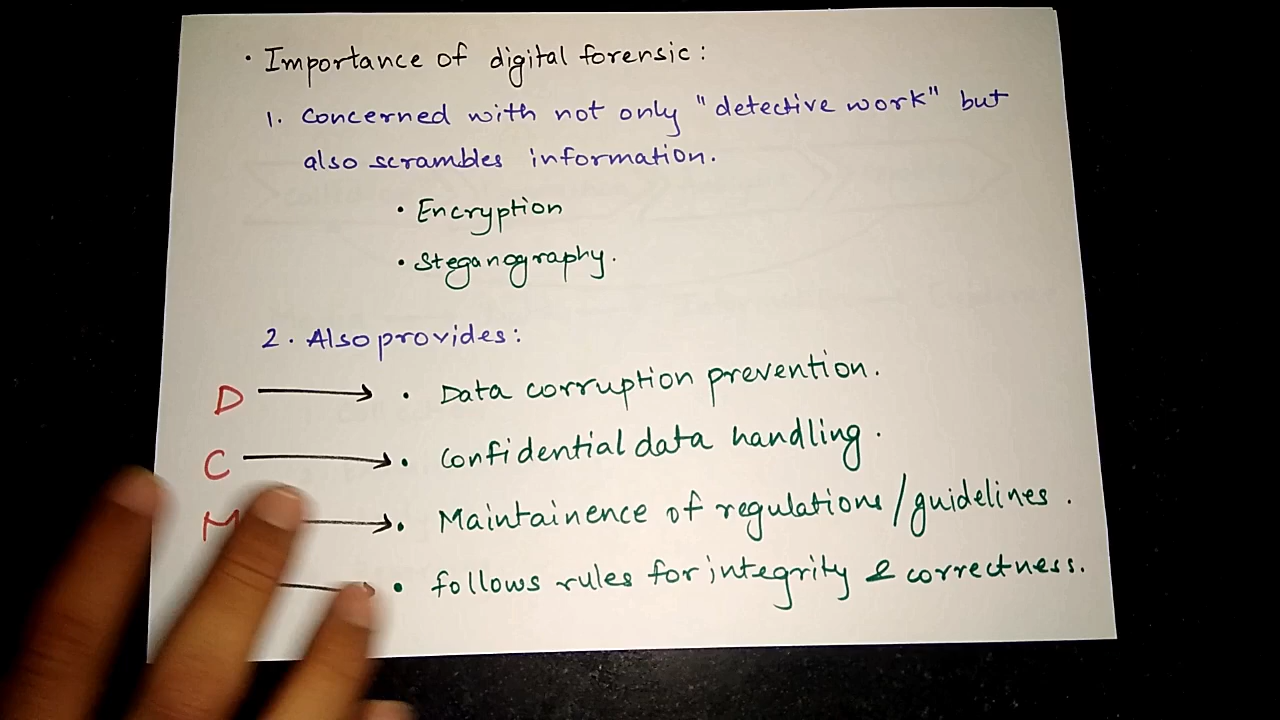 · Importance of digital forensic:
1. Concerned with not only "detective work" but
also scrambles information.
· Encryption
· Steganography.
2. Also provides:
D → · Data corruption prevention.
C → · Confidential data handling.
M → · Maintainence of regulations/guidelines.
→ · follows rules for integrity & correctness.